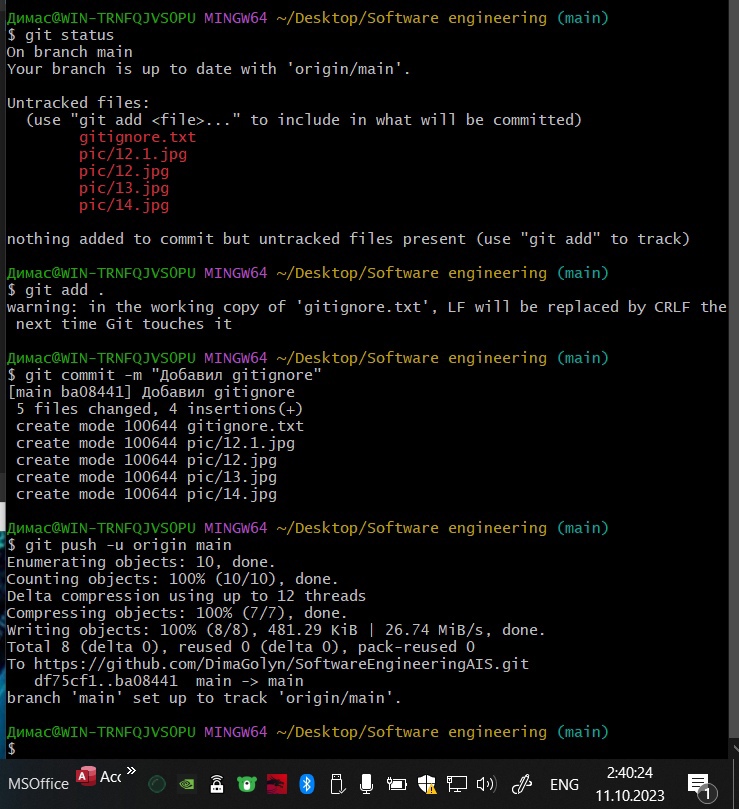 Димас@WIN-TRNFQJVSOPU MINGW64 ~/Desktop/Software engineering (main)
$ git status
On branch main
Your branch is up to date with 'origin/main'.
Untracked files:
(use "git add <file>..." to include in what will be committed)
gitignore.txt
pic/12.1.jpg
pic/12.jpg
pic/13.jpg
pic/14.jpg
nothing added to commit but untracked files present (use "git add" to track)
Димас@WIN-TRNFQJVSOPU MINGW64 ~/Desktop/Software engineering (main)
$ git add .
warning: in the working copy of 'gitignore.txt', LF will be replaced by CRLF the
next time Git touches it
Димас@WIN-TRNFQJVSOPU MINGW64 ~/Desktop/Software engineering (main)
$ git commit -m "Добавил gitignore"
[main ba08441] Добавил gitignore
5 files changed, 4 insertions(+)
create mode 100644 gitignore.txt
create mode 100644 pic/12.1.jpg
create mode 100644 pic/12.jpg
create mode 100644 pic/13.jpg
create mode 100644 pic/14.jpg
Димас@WIN-TRNFQJVSOPU MINGW64 ~/Desktop/Software engineering (main)
$ git push -u origin main
Enumerating objects: 10, done.
Counting objects: 100% (10/10), done.
Delta compression using up to 12 threads
Compressing objects: 100% (7/7), done.
Writing objects: 100% (8/8), 481.29 KiB | 26.74 MiB/s, done.
Total 8 (delta 0), reused 0 (delta 0), pack-reused 0
To https://github.com/DimaGolyn/SoftwareEngineeringAIS.git
df75cf1..ba08441 main -> main
branch 'main' set up to track 'origin/main'.
Димас@WIN-TRNFQJVSOPU MINGW64 ~/Desktop/Software engineering (main)
$
MSOffice A Acc » ENG 2:40:24
11.10.2023 1